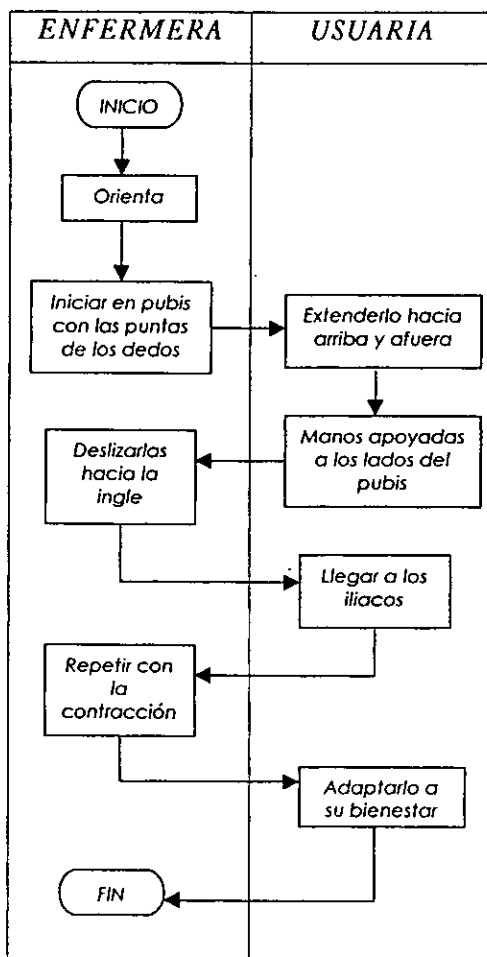 ENFERMERA
USUARIA
INICIO
Orienta
Iniciar en pubis
con las puntas
de los dedos
Extenderlo hacia
arriba y afuera
Manos apoyadas
a los lados del
pubis
Deslizarlas
hacia la
ingle
Llegar a los
iliacos
Repetir con
la
contracción
Adaptarlo a
su bienestar
FIN